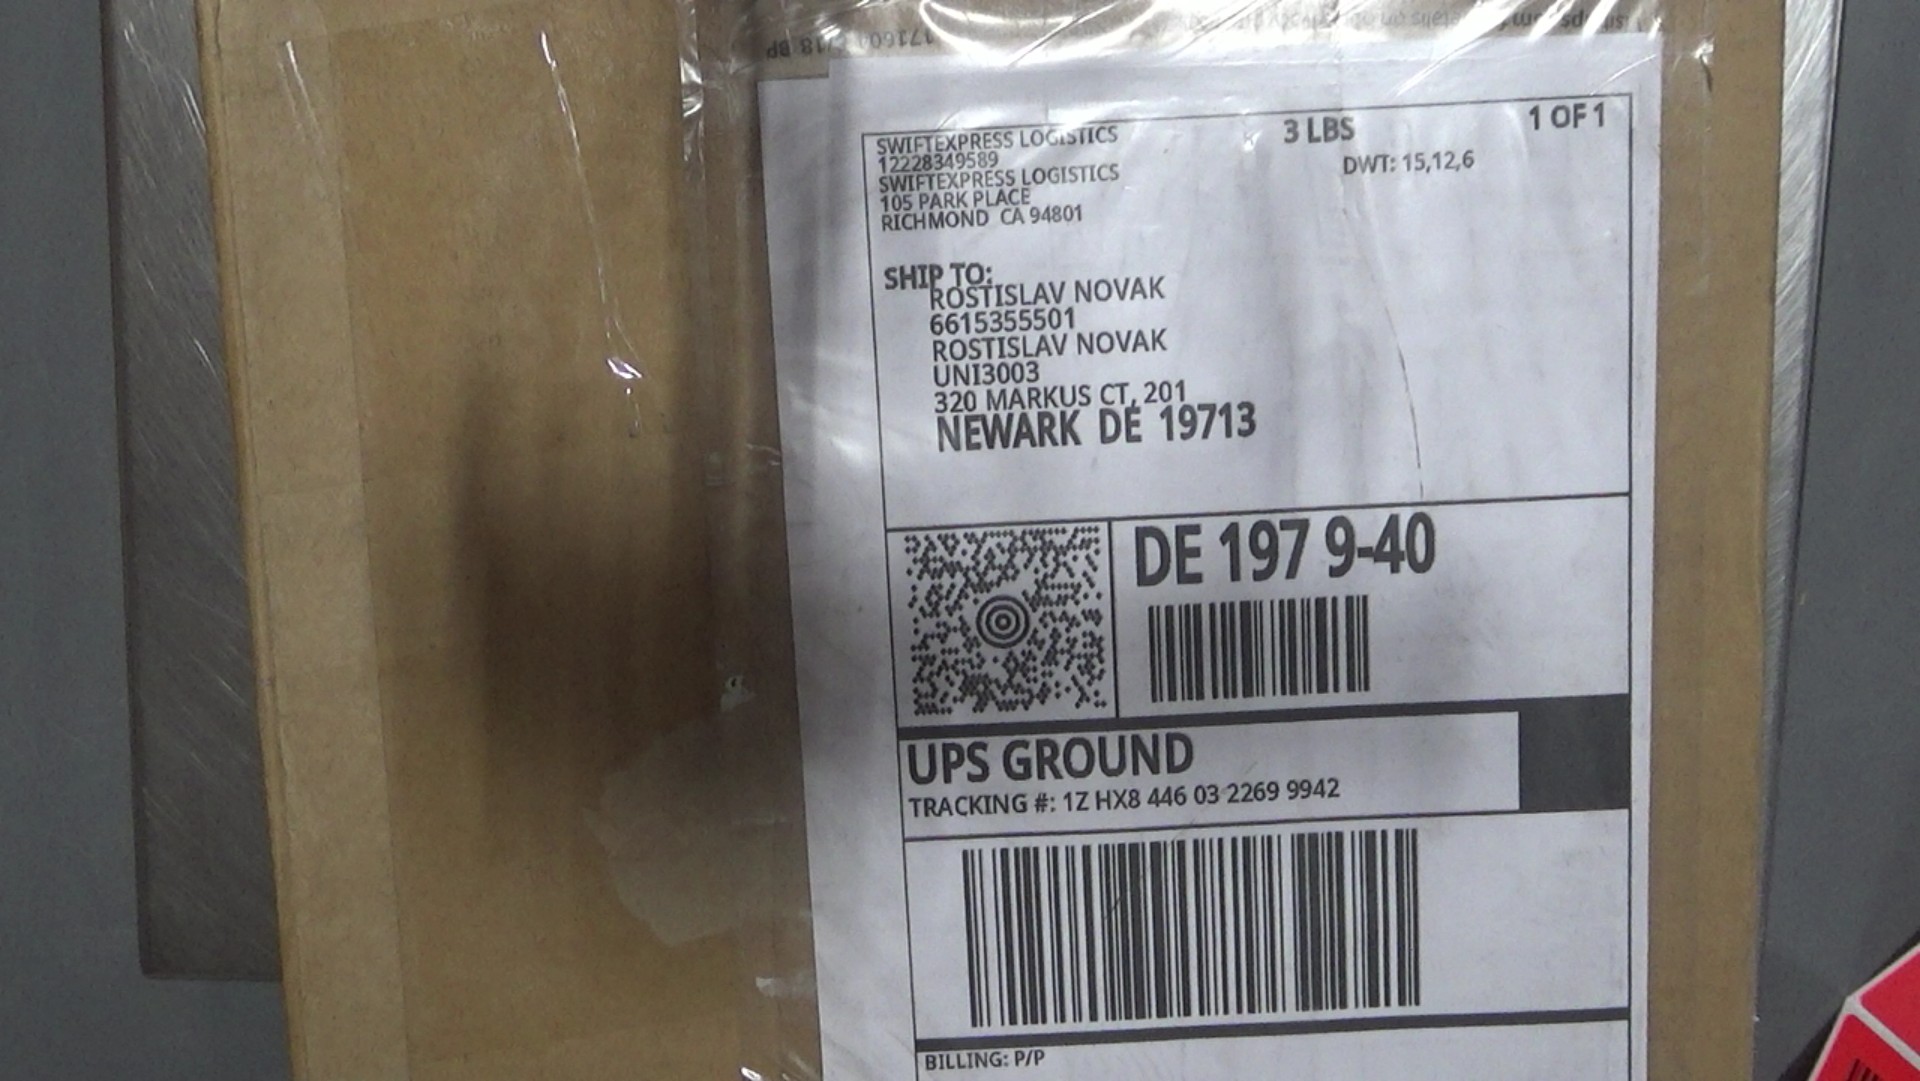 SWIFTEXPRESS LOGISTICS
12228349589
SWIFTEXPRESS LOGISTICS
105 PARK PLACE
RICHMOND CA 94801
3 LBS
1 OF 1
DWT: 15,12,6
SHIP TO:
ROSTISLAV NOVAK
6615355501
ROSTISLAV NOVAK
UNI3003
320 MARKUS CT, 201
NEWARK DE 19713
DE 197 9-40
UPS GROUND
TRACKING #: 1Z HX8 446 03 2269 9942
BILLING: P/P